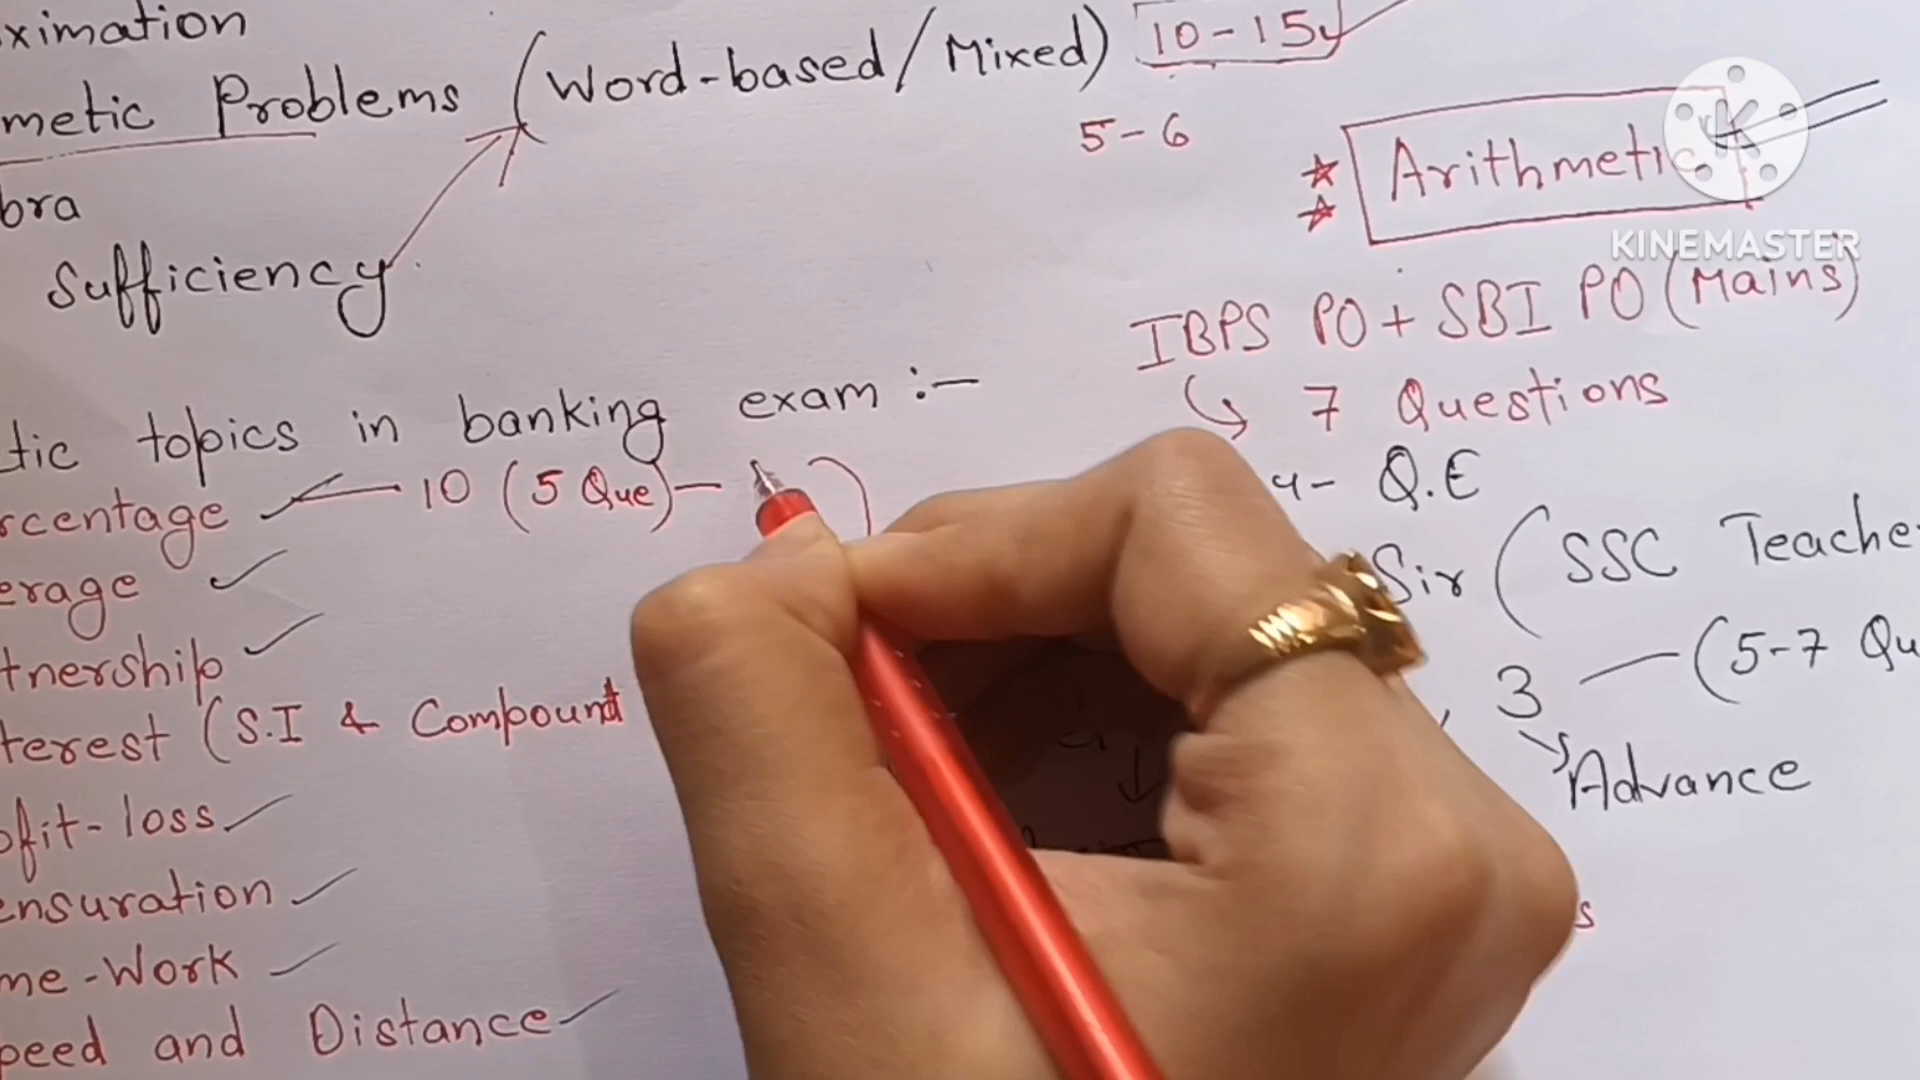 ximation
metic Problems (Word-based/Mixed) 10-15
5-6
bra
Arithmetic
KINEMASTER
Sufficiency
IBPS PO + SBI PO (Mains)
7 Questions
tic topics in banking exam :-
rcentage ← 10 (5 Que) -
4- Q.E
erage
Sir (SSC Teache
tnership
3 — (5-7 Qu
terest (S.I & Compound
Advance
ofit-loss
ensuration
me-Work
peed and Distance